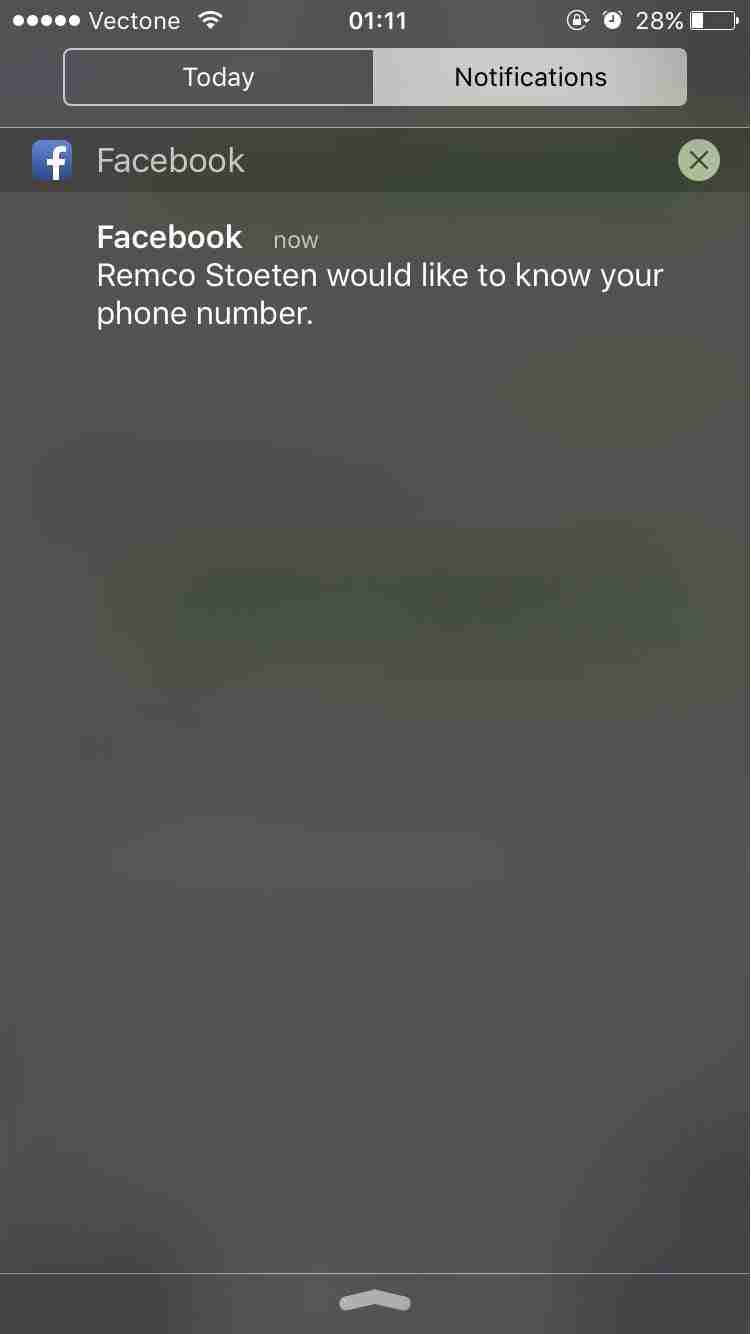 Vectone 01:11 28%
Today Notifications
Facebook
Facebook now
Remco Stoeten would like to know your
phone number.